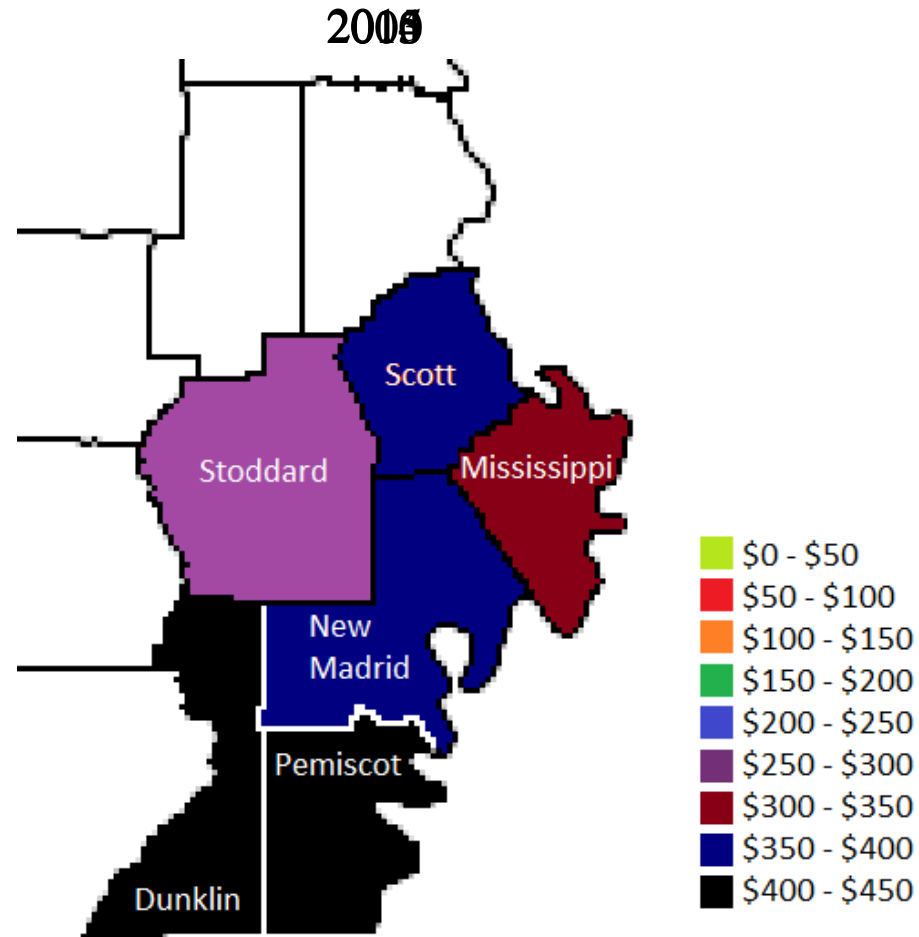 Scott
Mississippi
Stoddard
New
Madrid
Pemiscot
Dunklin
$0 - $50
$50 - $100
$100 - $150
$150 - $200
$200 - $250
$250 - $300
$300 - $350
$350 - $400
$400 - $450